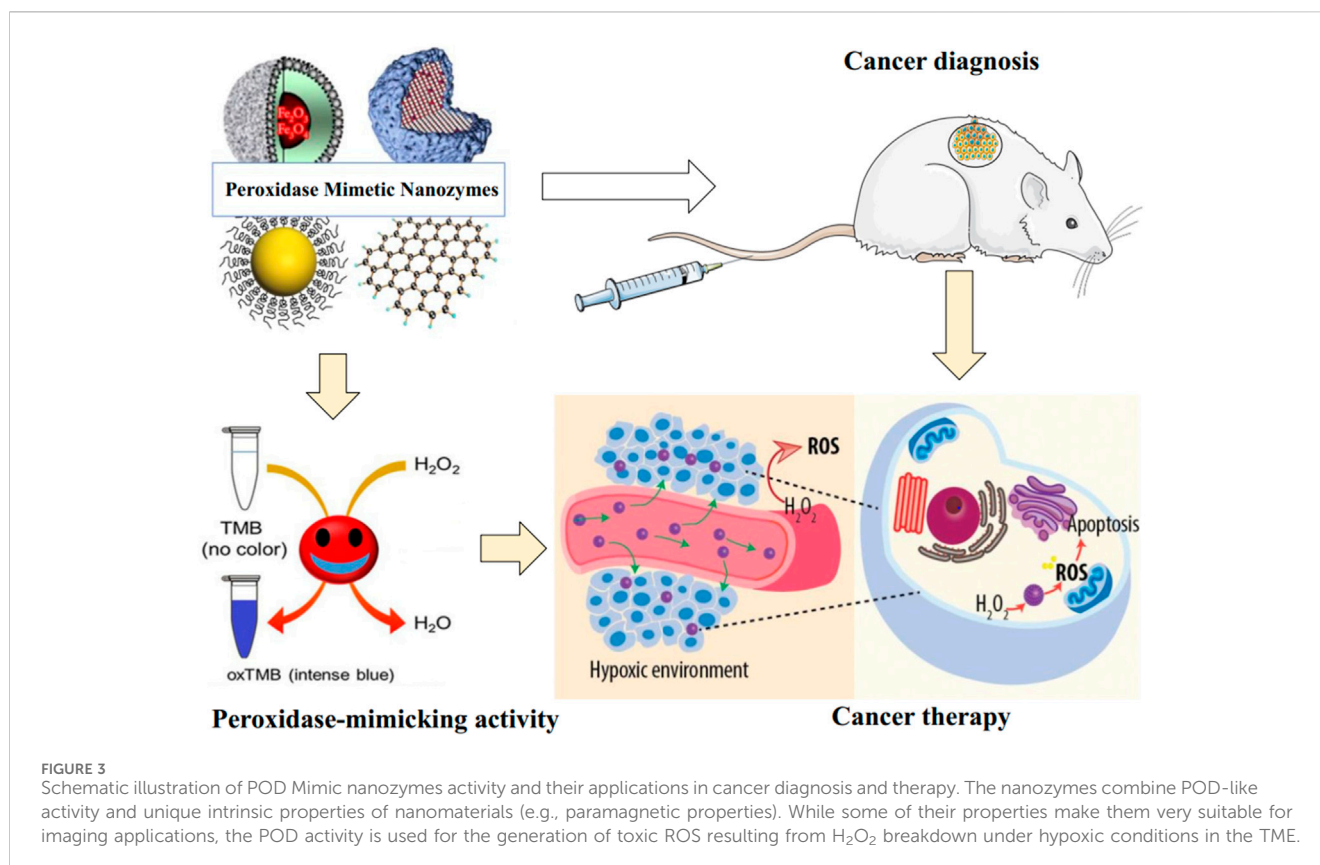 Cancer diagnosis
Fe₃O₄
Fe₃O₄
Peroxidase Mimetic Nanozymes
TMB
(no color)
H₂O₂
H₂O
oxTMB (intense blue)
Peroxidase-mimicking activity
ROS
H₂O₂
Hypoxic environment
Apoptosis
ROS
H₂O₂
Cancer therapy
FIGURE 3
Schematic illustration of POD Mimic nanozymes activity and their applications in cancer diagnosis and therapy. The nanozymes combine POD-like
activity and unique intrinsic properties of nanomaterials (e.g., paramagnetic properties). While some of their properties make them very suitable for
imaging applications, the POD activity is used for the generation of toxic ROS resulting from H₂O₂ breakdown under hypoxic conditions in the TME.